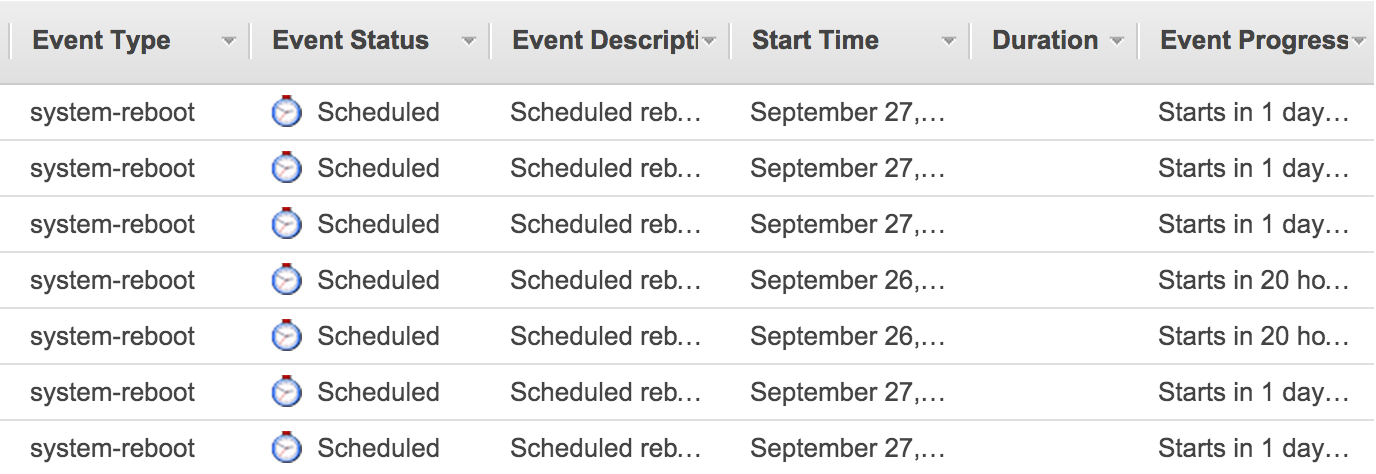 Event Type Event Status Event Descripti Start Time Duration Event Progress
system-reboot Scheduled Scheduled reb… September 27,… Starts in 1 day…
system-reboot Scheduled Scheduled reb… September 27,… Starts in 1 day…
system-reboot Scheduled Scheduled reb… September 27,… Starts in 1 day…
system-reboot Scheduled Scheduled reb… September 26,… Starts in 20 ho…
system-reboot Scheduled Scheduled reb… September 26,… Starts in 20 ho…
system-reboot Scheduled Scheduled reb… September 27,… Starts in 1 day…
system-reboot Scheduled Scheduled reb… September 27,… Starts in 1 day…